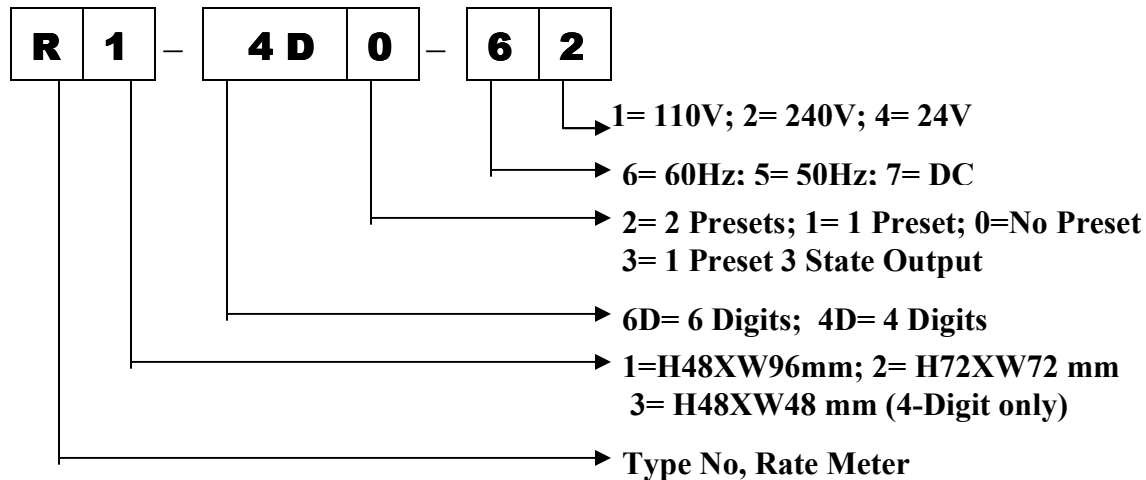 R 1 – 4 D 0 – 6 2
1= 110V; 2= 240V; 4= 24V
6= 60Hz; 5= 50Hz; 7= DC
2= 2 Presets; 1= 1 Preset; 0=No Preset
3= 1 Preset 3 State Output
6D= 6 Digits; 4D= 4 Digits
1=H48XW96mm; 2= H72XW72 mm
3= H48XW48 mm (4-Digit only)
Type No, Rate Meter